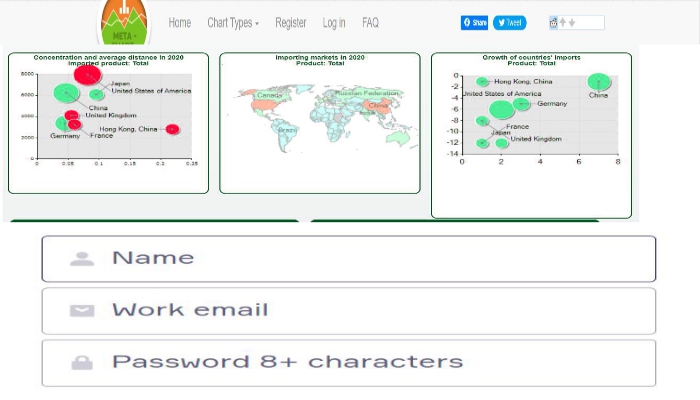 META -
Home Chart Types Register Log in FAQ Share Tweet
Concentration and average distance in 2020
imported product: Total
8000
6000
4000
2000
0
0 0.05 0.1 0.15 0.2 0.25
Japan
United States of America
China
United Kingdom
Hong Kong, China
Germany France
Importing markets in 2020
Product: Total
Canada Russian Federation
China
Brazil
Growth of countries' imports
Product: Total
0
-2
-4
-6
-8
-10
-12
-14
0 2 4 6 8
Hong Kong, China
United States of America China
Germany
France
Japan
United Kingdom
Name
Work email
Password 8+ characters